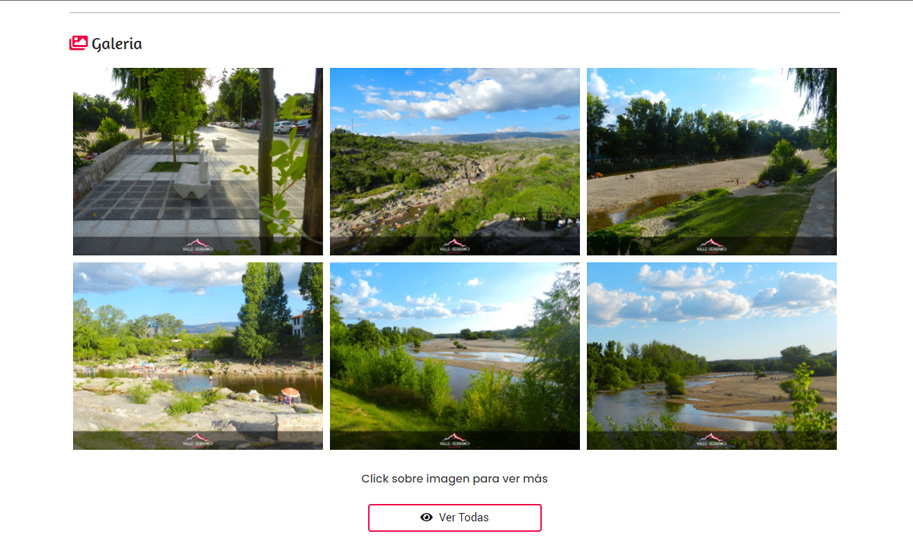 Galeria
VALLE SERRANO
VALLE SERRANO
VALLE SERRANO
VALLE SERRANO
VALLE SERRANO
VALLE SERRANO
Click sobre imagen para ver más
Ver Todas